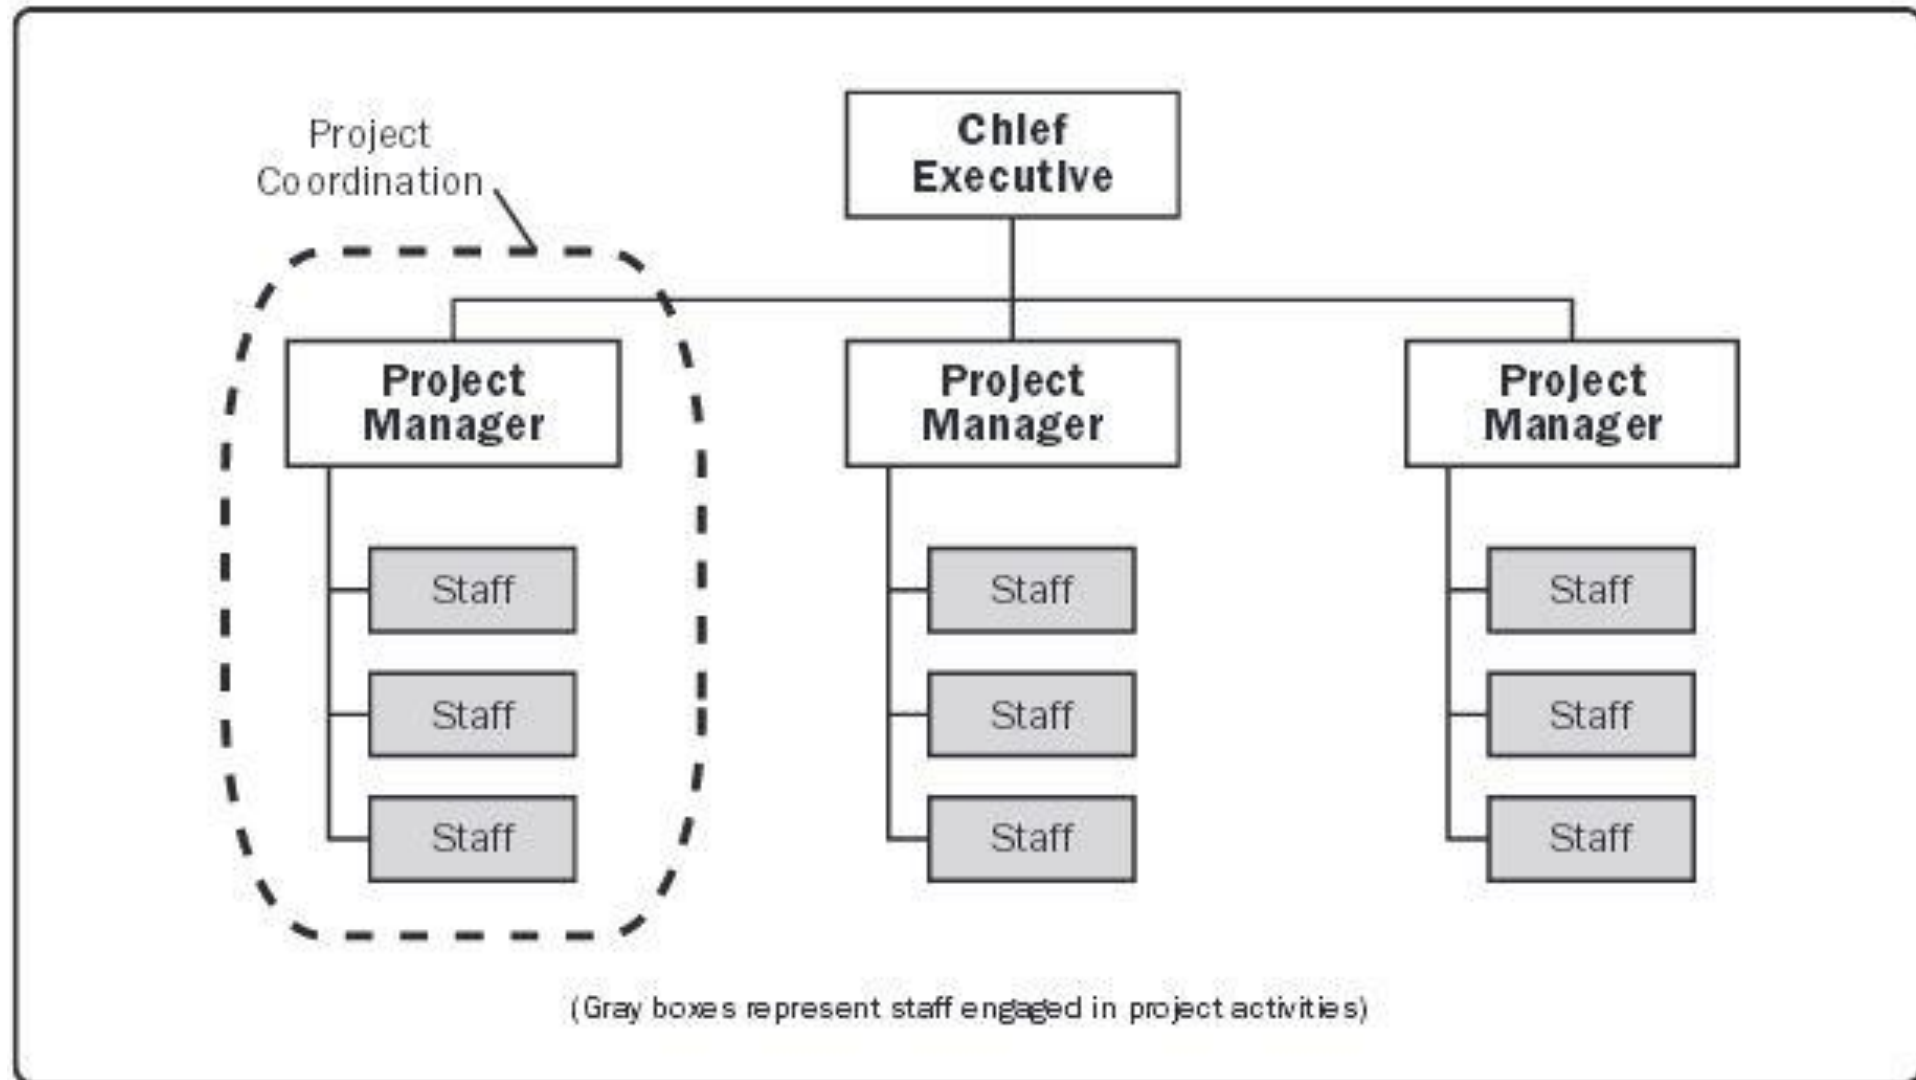 Project
Coordination
Chief
Executive
Project
Manager
Project
Manager
Project
Manager
Staff
Staff
Staff
Staff
Staff
Staff
Staff
Staff
Staff
(Gray boxes represent staff engaged in project activities)